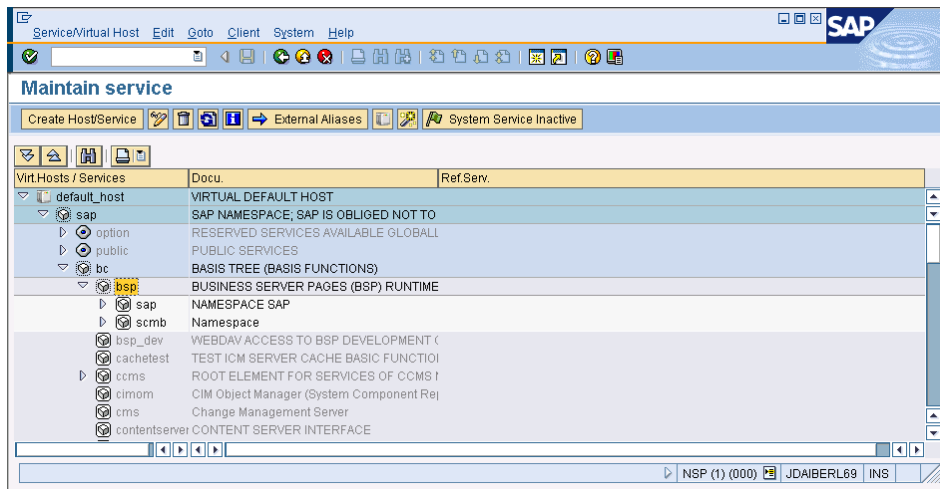 Service/Virtual Host Edit Goto Client System Help
SAP
Maintain service
Create Host/Service External Aliases System Service Inactive
Virt.Hosts / Services Docu. Ref.Serv.
default_host VIRTUAL DEFAULT HOST
sap SAP NAMESPACE; SAP IS OBLIGED NOT TO
option RESERVED SERVICES AVAILABLE GLOBALL
public PUBLIC SERVICES
bc BASIS TREE (BASIS FUNCTIONS)
bsp BUSINESS SERVER PAGES (BSP) RUNTIME
sap NAMESPACE SAP
scmb Namespace
bsp_dev WEBDAV ACCESS TO BSP DEVELOPMENT (
cachetest TEST ICM SERVER CACHE BASIC FUNCTIO
ccms ROOT ELEMENT FOR SERVICES OF CCMS
cimom CIM Object Manager (System Component Rep
cms Change Management Server
contentserver CONTENT SERVER INTERFACE
NSP (1) (000) JDAIBERL69 INS